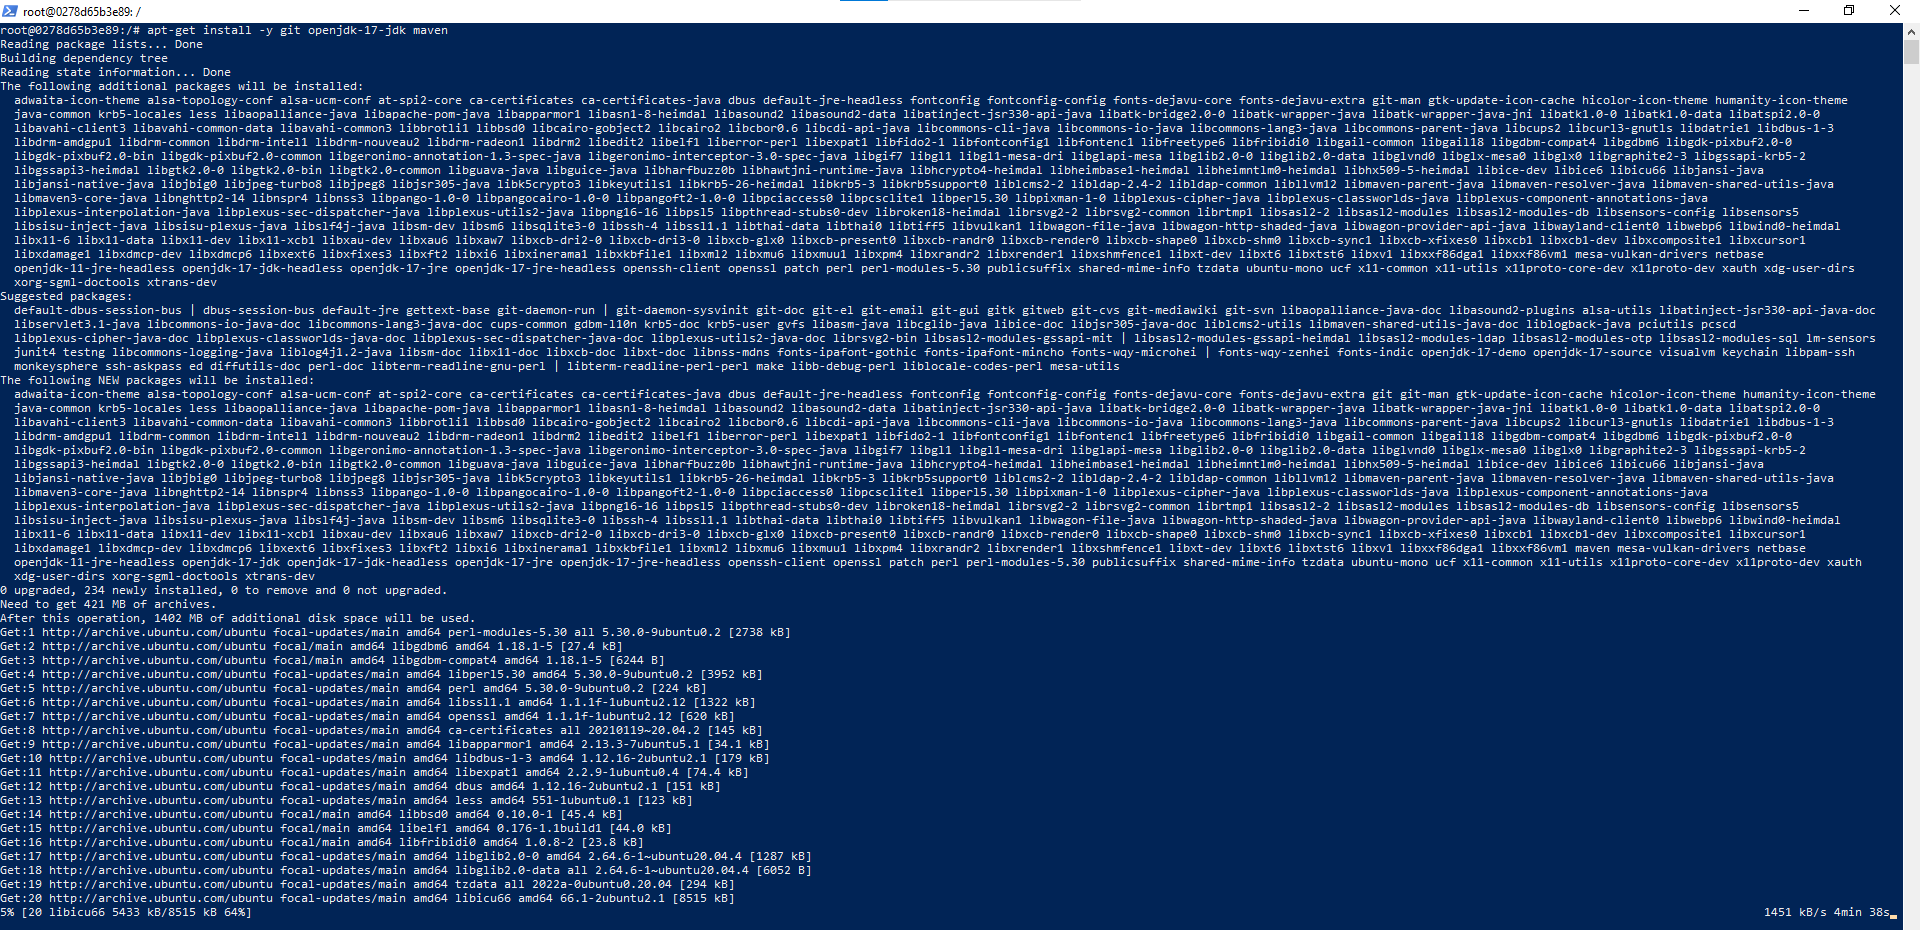 root@0278d65b3e89: /
root@0278d65b3e89:/# apt-get install -y git openjdk-17-jdk maven
Reading package lists... Done
Building dependency tree
Reading state information... Done
The following additional packages will be installed:
adwaita-icon-theme alsa-topology-conf alsa-ucm-conf at-spi2-core ca-certificates ca-certificates-java dbus default-jre-headless fontconfig fontconfig-config fonts-dejavu-core fonts-dejavu-extra git-man gtk-update-icon-cache hicolor-icon-theme humanity-icon-theme
java-common krb5-locales less libaopalliance-java libapache-pom-java libapparmor1 libasn1-8-heimdal libasound2 libasound2-data libatinject-jsr330-api-java libatk-bridge2.0-0 libatk-wrapper-java libatk-wrapper-java-jni libatk1.0-0 libatk1.0-data libatspi2.0-0
libavahi-client3 libavahi-common-data libavahi-common3 libbrotli1 libbsd0 libcairo-gobject2 libcairo2 libcbor0.6 libcdi-api-java libcommons-cli-java libcommons-io-java libcommons-lang3-java libcommons-parent-java libcups2 libcurl3-gnutls libdatrie1 libdbus-1-3
libdrm-amdgpu1 libdrm-common libdrm-intel1 libdrm-nouveau2 libdrm-radeon1 libdrm2 libedit2 libelf1 liberror-perl libexpat1 libfido2-1 libfontconfig1 libfontenc1 libfreetype6 libfribidi0 libgail-common libgail18 libgdbm-compat4 libgdbm6 libgdk-pixbuf2.0-0
libgdk-pixbuf2.0-bin libgdk-pixbuf2.0-common libgeronimo-annotation-1.3-spec-java libgeronimo-interceptor-3.0-spec-java libgif7 libgl1 libgl1-mesa-dri libglapi-mesa libglib2.0-0 libglib2.0-data libglvnd0 libglx-mesa0 libglx0 libgraphite2-3 libgssapi-krb5-2
libgssapi3-heimdal libgtk2.0-0 libgtk2.0-bin libgtk2.0-common libguava-java libguice-java libharfbuzz0b libhawtjni-runtime-java libhcrypto4-heimdal libheimbase1-heimdal libheimntlm0-heimdal libhx509-5-heimdal libice-dev libice6 libicu66 libjansi-java
libjansi-native-java libjbig0 libjpeg-turbo8 libjpeg8 libjsr305-java libk5crypto3 libkeyutils1 libkrb5-26-heimdal libkrb5-3 libkrb5support0 liblcms2-2 libldap-2.4-2 libldap-common libllvm12 libmaven-parent-java libmaven-resolver-java libmaven-shared-utils-java
libmaven3-core-java libnghttp2-14 libnspr4 libnss3 libpango-1.0-0 libpangocairo-1.0-0 libpangoft2-1.0-0 libpciaccess0 libpcsclite1 libperl5.30 libpixman-1-0 libplexus-cipher-java libplexus-classworlds-java libplexus-component-annotations-java
libplexus-interpolation-java libplexus-sec-dispatcher-java libplexus-utils2-java libpng16-16 libpsl5 libpthread-stubs0-dev libroken18-heimdal librsvg2-2 librsvg2-common librtmp1 libsasl2-2 libsasl2-modules libsasl2-modules-db libsensors-config libsensors5
libsisu-inject-java libsisu-plexus-java libslf4j-java libsm-dev libsm6 libsqlite3-0 libssh-4 libssl1.1 libthai-data libthai0 libtiff5 libvulkan1 libwagon-file-java libwagon-http-shaded-java libwagon-provider-api-java libwayland-client0 libwebp6 libwind0-heimdal
libx11-6 libx11-data libx11-dev libx11-xcb1 libxau-dev libxau6 libxaw7 libxcb-dri2-0 libxcb-dri3-0 libxcb-glx0 libxcb-present0 libxcb-randr0 libxcb-render0 libxcb-shape0 libxcb-shm0 libxcb-sync1 libxcb-xfixes0 libxcb1 libxcb1-dev libxcomposite1 libxcursor1
libxdamage1 libxdmcp-dev libxdmcp6 libxext6 libxfixes3 libxft2 libxi6 libxinerama1 libxkbfile1 libxml2 libxmu6 libxmuu1 libxpm4 libxrandr2 libxrender1 libxshmfence1 libxt-dev libxt6 libxtst6 libxv1 libxxf86dga1 libxxf86vm1 mesa-vulkan-drivers netbase
openjdk-11-jre-headless openjdk-17-jdk-headless openjdk-17-jre openjdk-17-jre-headless openssh-client openssl patch perl perl-modules-5.30 publicsuffix shared-mime-info tzdata ubuntu-mono ucf x11-common x11-utils x11proto-core-dev x11proto-dev xauth xdg-user-dirs
xorg-sgml-doctools xtrans-dev
Suggested packages:
default-dbus-session-bus | dbus-session-bus default-jre gettext-base git-daemon-run | git-daemon-sysvinit git-doc git-el git-email git-gui gitk gitweb git-cvs git-mediawiki git-svn libaopalliance-java-doc libasound2-plugins alsa-utils libatinject-jsr330-api-java-doc
libservlet3.1-java libcommons-io-java-doc libcommons-lang3-java-doc cups-common gdbm-l10n krb5-doc krb5-user gvfs libasm-java libcglib-java libice-doc libjsr305-java-doc liblcms2-utils libmaven-shared-utils-java-doc liblogback-java pciutils pcscd
libplexus-cipher-java-doc libplexus-classworlds-java-doc libplexus-sec-dispatcher-java-doc libplexus-utils2-java-doc librsvg2-bin libsasl2-modules-gssapi-mit | libsasl2-modules-gssapi-heimdal libsasl2-modules-ldap libsasl2-modules-otp libsasl2-modules-sql lm-sensors
junit4 testng libcommons-logging-java liblog4j1.2-java libsm-doc libx11-doc libxcb-doc libxt-doc libnss-mdns fonts-ipafont-gothic fonts-ipafont-mincho fonts-wqy-microhei | fonts-wqy-zenhei fonts-indic openjdk-17-demo openjdk-17-source visualvm keychain libpam-ssh
monkeysphere ssh-askpass ed diffutils-doc perl-doc libterm-readline-gnu-perl | libterm-readline-perl-perl make libb-debug-perl liblocale-codes-perl mesa-utils
The following NEW packages will be installed:
adwaita-icon-theme alsa-topology-conf alsa-ucm-conf at-spi2-core ca-certificates ca-certificates-java dbus default-jre-headless fontconfig fontconfig-config fonts-dejavu-core fonts-dejavu-extra git git-man gtk-update-icon-cache hicolor-icon-theme humanity-icon-theme
java-common krb5-locales less libaopalliance-java libapache-pom-java libapparmor1 libasn1-8-heimdal libasound2 libasound2-data libatinject-jsr330-api-java libatk-bridge2.0-0 libatk-wrapper-java libatk-wrapper-java-jni libatk1.0-0 libatk1.0-data libatspi2.0-0
libavahi-client3 libavahi-common-data libavahi-common3 libbrotli1 libbsd0 libcairo-gobject2 libcairo2 libcbor0.6 libcdi-api-java libcommons-cli-java libcommons-io-java libcommons-lang3-java libcommons-parent-java libcups2 libcurl3-gnutls libdatrie1 libdbus-1-3
libdrm-amdgpu1 libdrm-common libdrm-intel1 libdrm-nouveau2 libdrm-radeon1 libdrm2 libedit2 libelf1 liberror-perl libexpat1 libfido2-1 libfontconfig1 libfontenc1 libfreetype6 libfribidi0 libgail-common libgail18 libgdbm-compat4 libgdbm6 libgdk-pixbuf2.0-0
libgdk-pixbuf2.0-bin libgdk-pixbuf2.0-common libgeronimo-annotation-1.3-spec-java libgeronimo-interceptor-3.0-spec-java libgif7 libgl1 libgl1-mesa-dri libglapi-mesa libglib2.0-0 libglib2.0-data libglvnd0 libglx-mesa0 libglx0 libgraphite2-3 libgssapi-krb5-2
libgssapi3-heimdal libgtk2.0-0 libgtk2.0-bin libgtk2.0-common libguava-java libguice-java libharfbuzz0b libhawtjni-runtime-java libhcrypto4-heimdal libheimbase1-heimdal libheimntlm0-heimdal libhx509-5-heimdal libice-dev libice6 libicu66 libjansi-java
libjansi-native-java libjbig0 libjpeg-turbo8 libjpeg8 libjsr305-java libk5crypto3 libkeyutils1 libkrb5-26-heimdal libkrb5-3 libkrb5support0 liblcms2-2 libldap-2.4-2 libldap-common libllvm12 libmaven-parent-java libmaven-resolver-java libmaven-shared-utils-java
libmaven3-core-java libnghttp2-14 libnspr4 libnss3 libpango-1.0-0 libpangocairo-1.0-0 libpangoft2-1.0-0 libpciaccess0 libpcsclite1 libperl5.30 libpixman-1-0 libplexus-cipher-java libplexus-classworlds-java libplexus-component-annotations-java
libplexus-interpolation-java libplexus-sec-dispatcher-java libplexus-utils2-java libpng16-16 libpsl5 libpthread-stubs0-dev libroken18-heimdal librsvg2-2 librsvg2-common librtmp1 libsasl2-2 libsasl2-modules libsasl2-modules-db libsensors-config libsensors5
libsisu-inject-java libsisu-plexus-java libslf4j-java libsm-dev libsm6 libsqlite3-0 libssh-4 libssl1.1 libthai-data libthai0 libtiff5 libvulkan1 libwagon-file-java libwagon-http-shaded-java libwagon-provider-api-java libwayland-client0 libwebp6 libwind0-heimdal
libx11-6 libx11-data libx11-dev libx11-xcb1 libxau-dev libxau6 libxaw7 libxcb-dri2-0 libxcb-dri3-0 libxcb-glx0 libxcb-present0 libxcb-randr0 libxcb-render0 libxcb-shape0 libxcb-shm0 libxcb-sync1 libxcb-xfixes0 libxcb1 libxcb1-dev libxcomposite1 libxcursor1
libxdamage1 libxdmcp-dev libxdmcp6 libxext6 libxfixes3 libxft2 libxi6 libxinerama1 libxkbfile1 libxml2 libxmu6 libxmuu1 libxpm4 libxrandr2 libxrender1 libxshmfence1 libxt-dev libxt6 libxtst6 libxv1 libxxf86dga1 libxxf86vm1 maven mesa-vulkan-drivers netbase
openjdk-11-jre-headless openjdk-17-jdk openjdk-17-jdk-headless openjdk-17-jre openjdk-17-jre-headless openssh-client openssl patch perl perl-modules-5.30 publicsuffix shared-mime-info tzdata ubuntu-mono ucf x11-common x11-utils x11proto-core-dev x11proto-dev xauth
xdg-user-dirs xorg-sgml-doctools xtrans-dev
0 upgraded, 234 newly installed, 0 to remove and 0 not upgraded.
Need to get 421 MB of archives.
After this operation, 1402 MB of additional disk space will be used.
Get:1 http://archive.ubuntu.com/ubuntu focal-updates/main amd64 perl-modules-5.30 all 5.30.0-9ubuntu0.2 [2738 kB]
Get:2 http://archive.ubuntu.com/ubuntu focal/main amd64 libgdbm6 amd64 1.18.1-5 [27.4 kB]
Get:3 http://archive.ubuntu.com/ubuntu focal/main amd64 libgdbm-compat4 amd64 1.18.1-5 [6244 B]
Get:4 http://archive.ubuntu.com/ubuntu focal-updates/main amd64 libperl5.30 amd64 5.30.0-9ubuntu0.2 [3952 kB]
Get:5 http://archive.ubuntu.com/ubuntu focal-updates/main amd64 perl amd64 5.30.0-9ubuntu0.2 [224 kB]
Get:6 http://archive.ubuntu.com/ubuntu focal-updates/main amd64 libssl1.1 amd64 1.1.1f-1ubuntu2.12 [1322 kB]
Get:7 http://archive.ubuntu.com/ubuntu focal-updates/main amd64 openssl amd64 1.1.1f-1ubuntu2.12 [620 kB]
Get:8 http://archive.ubuntu.com/ubuntu focal-updates/main amd64 ca-certificates all 20210119~20.04.2 [145 kB]
Get:9 http://archive.ubuntu.com/ubuntu focal-updates/main amd64 libapparmor1 amd64 2.13.3-7ubuntu5.1 [34.1 kB]
Get:10 http://archive.ubuntu.com/ubuntu focal-updates/main amd64 libdbus-1-3 amd64 1.12.16-2ubuntu2.1 [179 kB]
Get:11 http://archive.ubuntu.com/ubuntu focal-updates/main amd64 libexpat1 amd64 2.2.9-1ubuntu0.4 [74.4 kB]
Get:12 http://archive.ubuntu.com/ubuntu focal-updates/main amd64 dbus amd64 1.12.16-2ubuntu2.1 [151 kB]
Get:13 http://archive.ubuntu.com/ubuntu focal-updates/main amd64 less amd64 551-1ubuntu0.1 [123 kB]
Get:14 http://archive.ubuntu.com/ubuntu focal/main amd64 libbsd0 amd64 0.10.0-1 [45.4 kB]
Get:15 http://archive.ubuntu.com/ubuntu focal/main amd64 libelf1 amd64 0.176-1.1build1 [44.0 kB]
Get:16 http://archive.ubuntu.com/ubuntu focal/main amd64 libfribidi0 amd64 1.0.8-2 [23.8 kB]
Get:17 http://archive.ubuntu.com/ubuntu focal-updates/main amd64 libglib2.0-0 amd64 2.64.6-1~ubuntu20.04.4 [1287 kB]
Get:18 http://archive.ubuntu.com/ubuntu focal-updates/main amd64 libglib2.0-data all 2.64.6-1~ubuntu20.04.4 [6052 B]
Get:19 http://archive.ubuntu.com/ubuntu focal-updates/main amd64 tzdata all 2022a-0ubuntu0.20.04 [294 kB]
Get:20 http://archive.ubuntu.com/ubuntu focal-updates/main amd64 libicu66 amd64 66.1-2ubuntu2.1 [8515 kB]
5% [20 libicu66 5433 kB/8515 kB 64%] 1451 kB/s 4min 38s